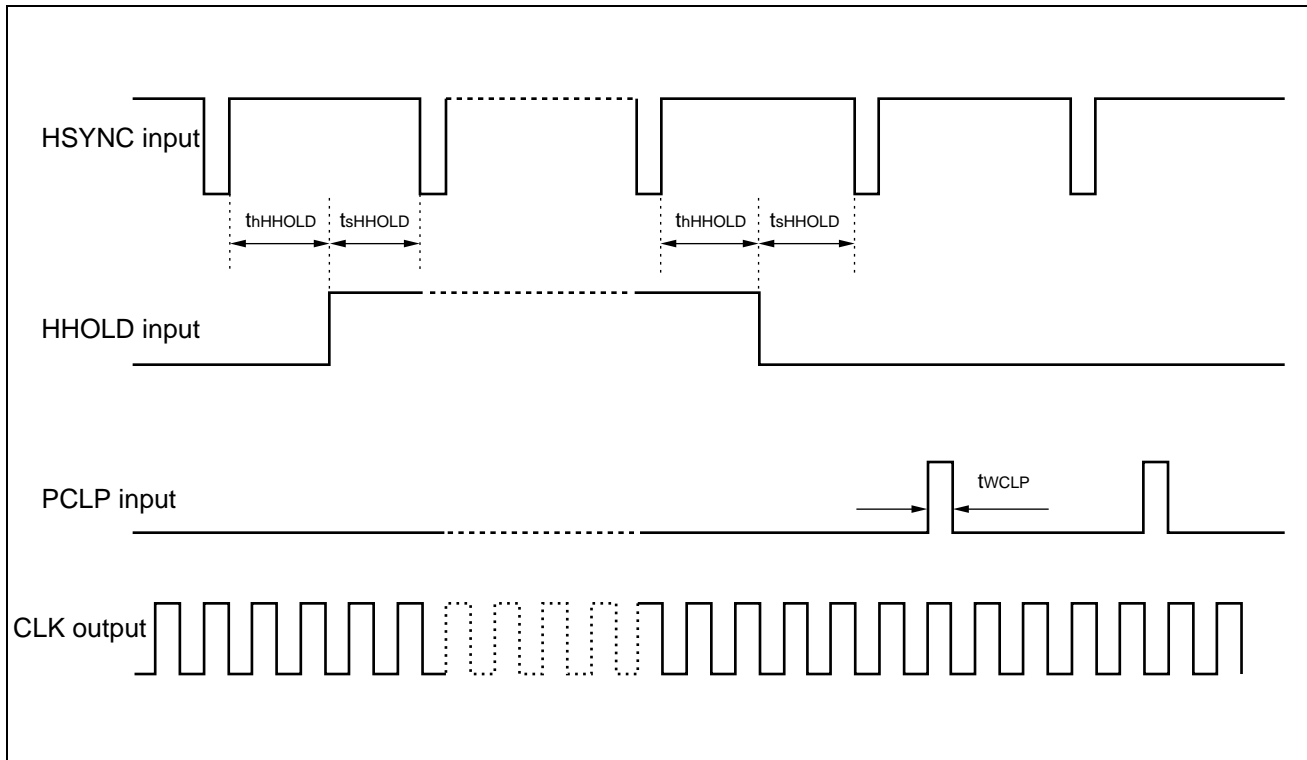 HSYNC input
thHHOLD tsHHOLD thHHOLD tsHHOLD
HHOLD input
PCLP input
tWCLP
CLK output